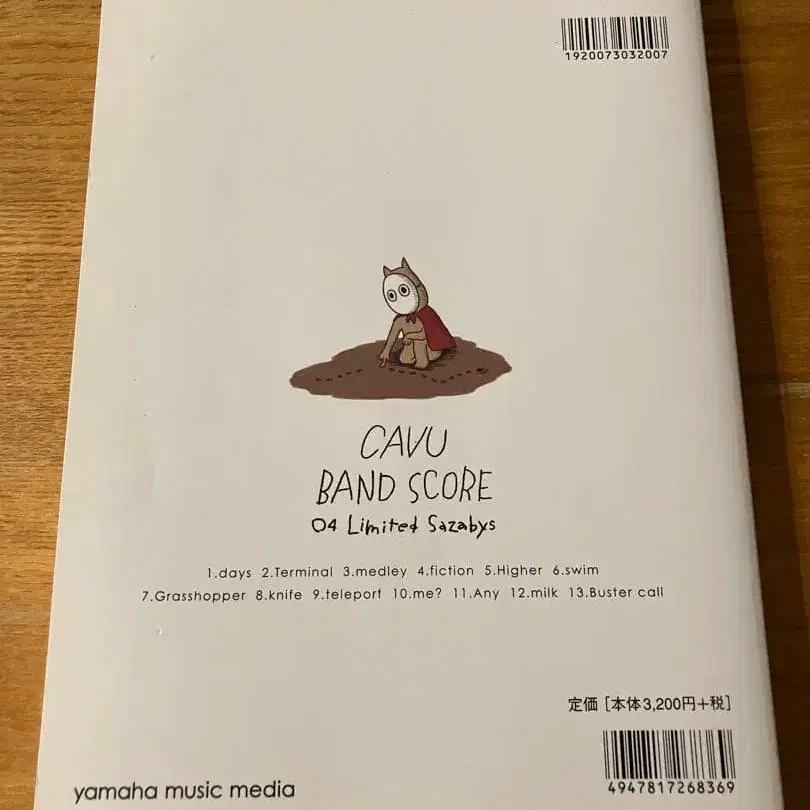 1920073032007
CAVU
BAND SCORE
04 Limited Sazabys
1.days 2.Terminal 3.medley 4.fiction 5.Higher 6.swim
7.Grasshopper 8.knife 9.teleport 10.me? 11.Any 12.milk 13.Buster call
定価 [本体3,200円+税]
4947817268369
yamaha music media